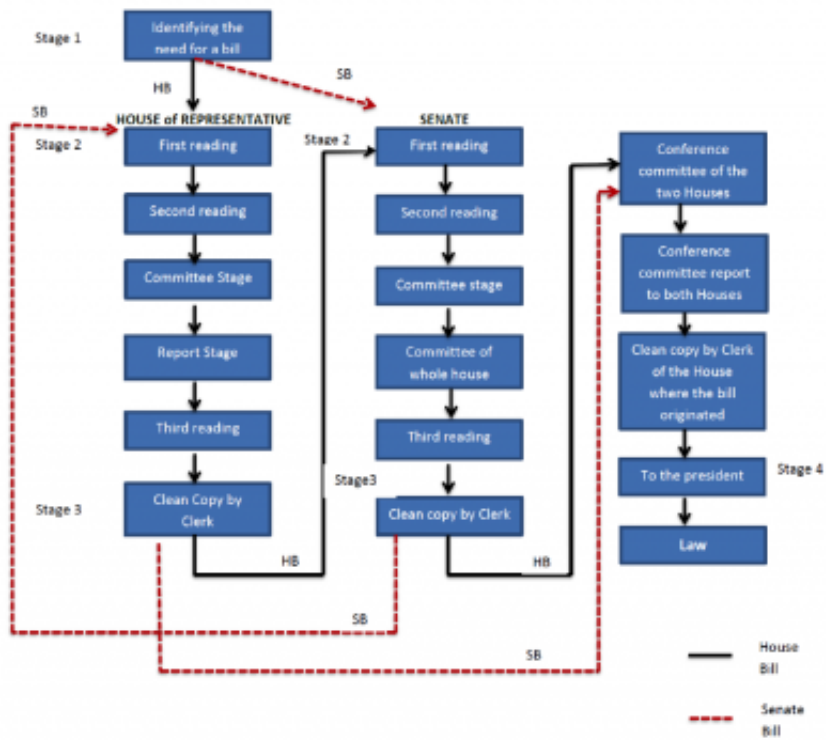 Stage 1
Identifying the
need for a bill
HB
SB
SB
HOUSE of REPRESENTATIVE
Stage 2
First reading
Second reading
Committee Stage
Report Stage
Third reading
Stage 3
Clean Copy by
Clerk
HB
SENATE
Stage 2
First reading
Second reading
Committee stage
Committee of
whole house
Third reading
Stage3
Clean copy by Clerk
HB
SB
SB
Conference
committee of the
two Houses
Conference
committee report
to both Houses
Clean copy by Clerk
of the House
where the bill
originated
To the president
Stage 4
Law
House
Bill
Senate
Bill